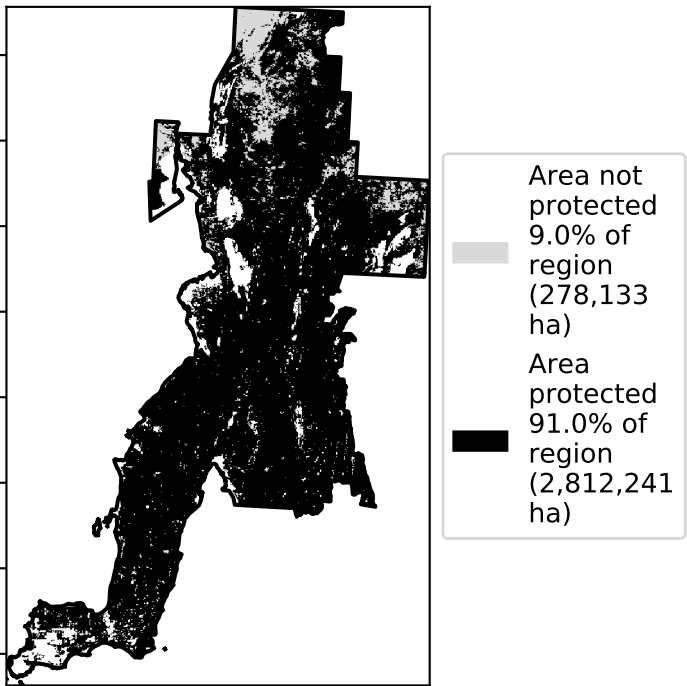 Area not
protected
9.0% of
region
(278,133
ha)
Area
protected
91.0% of
region
(2,812,241
ha)